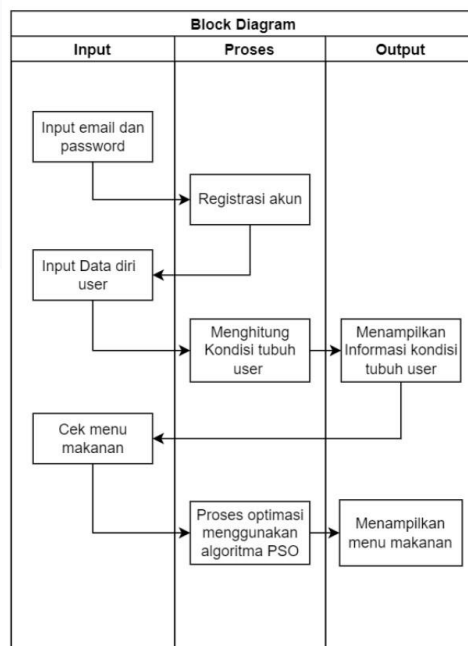 Block Diagram
Input
Proses
Output
Input email dan
password
Registrasi akun
Input Data diri
user
Menghitung
Kondisi tubuh
user
Menampilkan
Informasi kondisi
tubuh user
Cek menu
makanan
Proses optimasi
menggunakan
algoritma PSO
Menampilkan
menu makanan